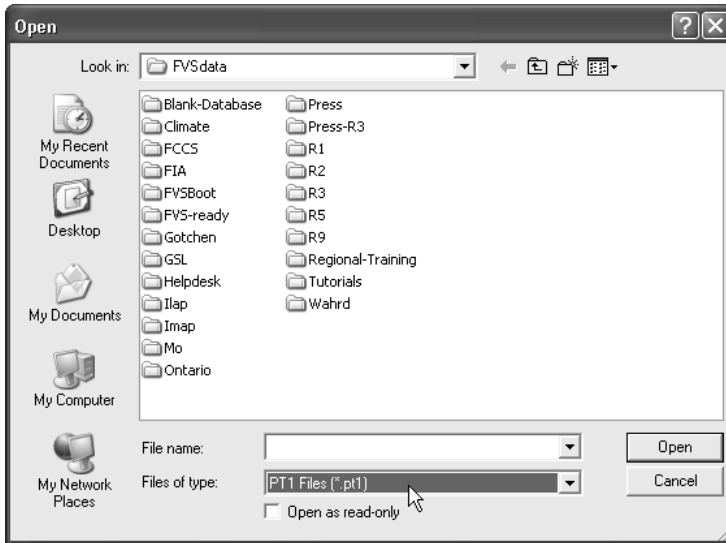 Open
Look in: FVSdata
My Recent
Documents
Desktop
My Documents
My Computer
My Network
Places
Blank-Database
Climate
FCCS
FIA
FVSBoot
FVS-ready
Gotchen
GSL
Helpdesk
Ilap
Imap
Mo
Ontario
Press
Press-R3
R1
R2
R3
R5
R9
Regional-Training
Tutorials
Wahrd
File name:
Open
Files of type: PT1 Files (*.pt1)
Cancel
Open as read-only